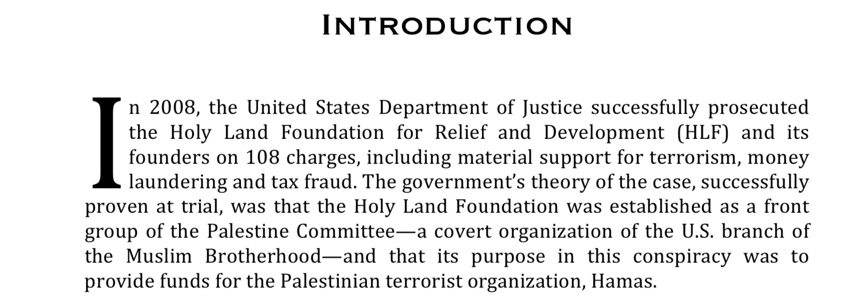 INTRODUCTION
In 2008, the United States Department of Justice successfully prosecuted
the Holy Land Foundation for Relief and Development (HLF) and its
founders on 108 charges, including material support for terrorism, money
laundering and tax fraud. The government’s theory of the case, successfully
proven at trial, was that the Holy Land Foundation was established as a front
group of the Palestine Committee—a covert organization of the U.S. branch of
the Muslim Brotherhood—and that its purpose in this conspiracy was to
provide funds for the Palestinian terrorist organization, Hamas.